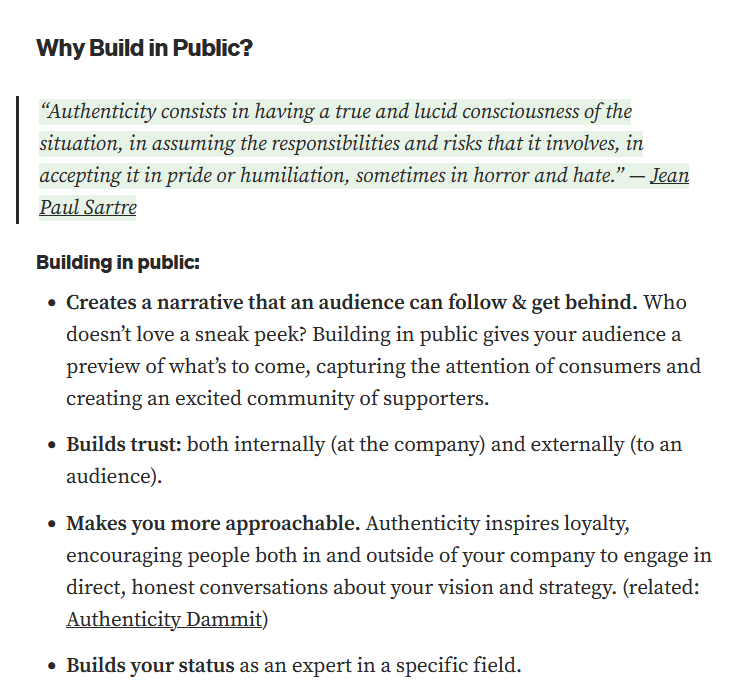 Why Build in Public?
“Authenticity consists in having a true and lucid consciousness of the
situation, in assuming the responsibilities and risks that it involves, in
accepting it in pride or humiliation, sometimes in horror and hate.” — Jean
Paul Sartre
Building in public:
• Creates a narrative that an audience can follow & get behind. Who
doesn’t love a sneak peek? Building in public gives your audience a
preview of what’s to come, capturing the attention of consumers and
creating an excited community of supporters.
• Builds trust: both internally (at the company) and externally (to an
audience).
• Makes you more approachable. Authenticity inspires loyalty,
encouraging people both in and outside of your company to engage in
direct, honest conversations about your vision and strategy. (related:
Authenticity Dammit)
• Builds your status as an expert in a specific field.